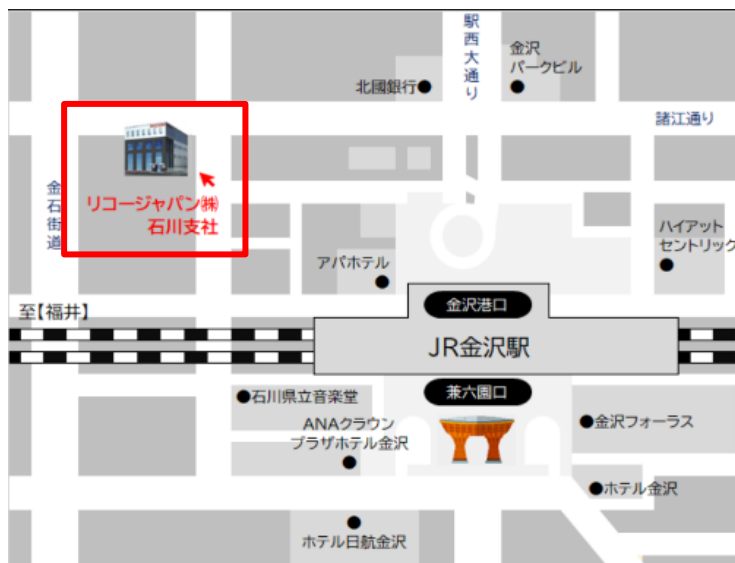 駅西大通り
金沢
パークビル
北國銀行●
諸江通り
金石街道
リコージャパン㈱
石川支社
ハイアット
セントリック
アパホテル
至【福井】
金沢港口
JR金沢駅
兼六園口
●石川県立音楽堂
ANAクラウン
プラザホテル金沢
●金沢フォーラス
●ホテル金沢
ホテル日航金沢